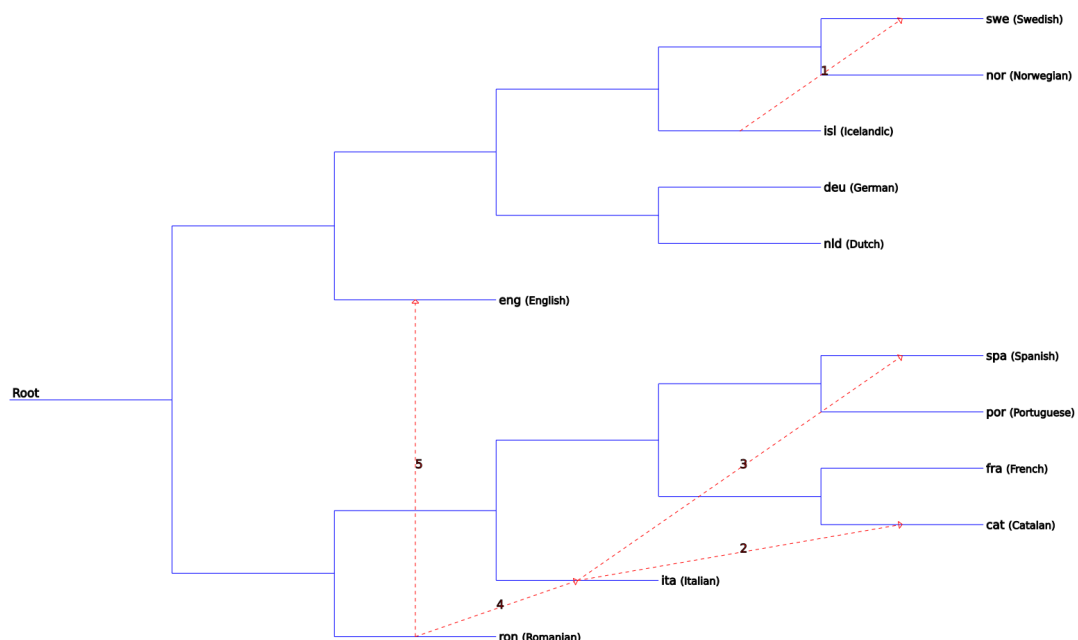 swe (Swedish)
1
nor (Norwegian)
isl (Icelandic)
deu (German)
nld (Dutch)
eng (English)
spa (Spanish)
Root
por (Portuguese)
5
3
fra (French)
cat (Catalan)
2
ita (Italian)
4
ron (Romanian)